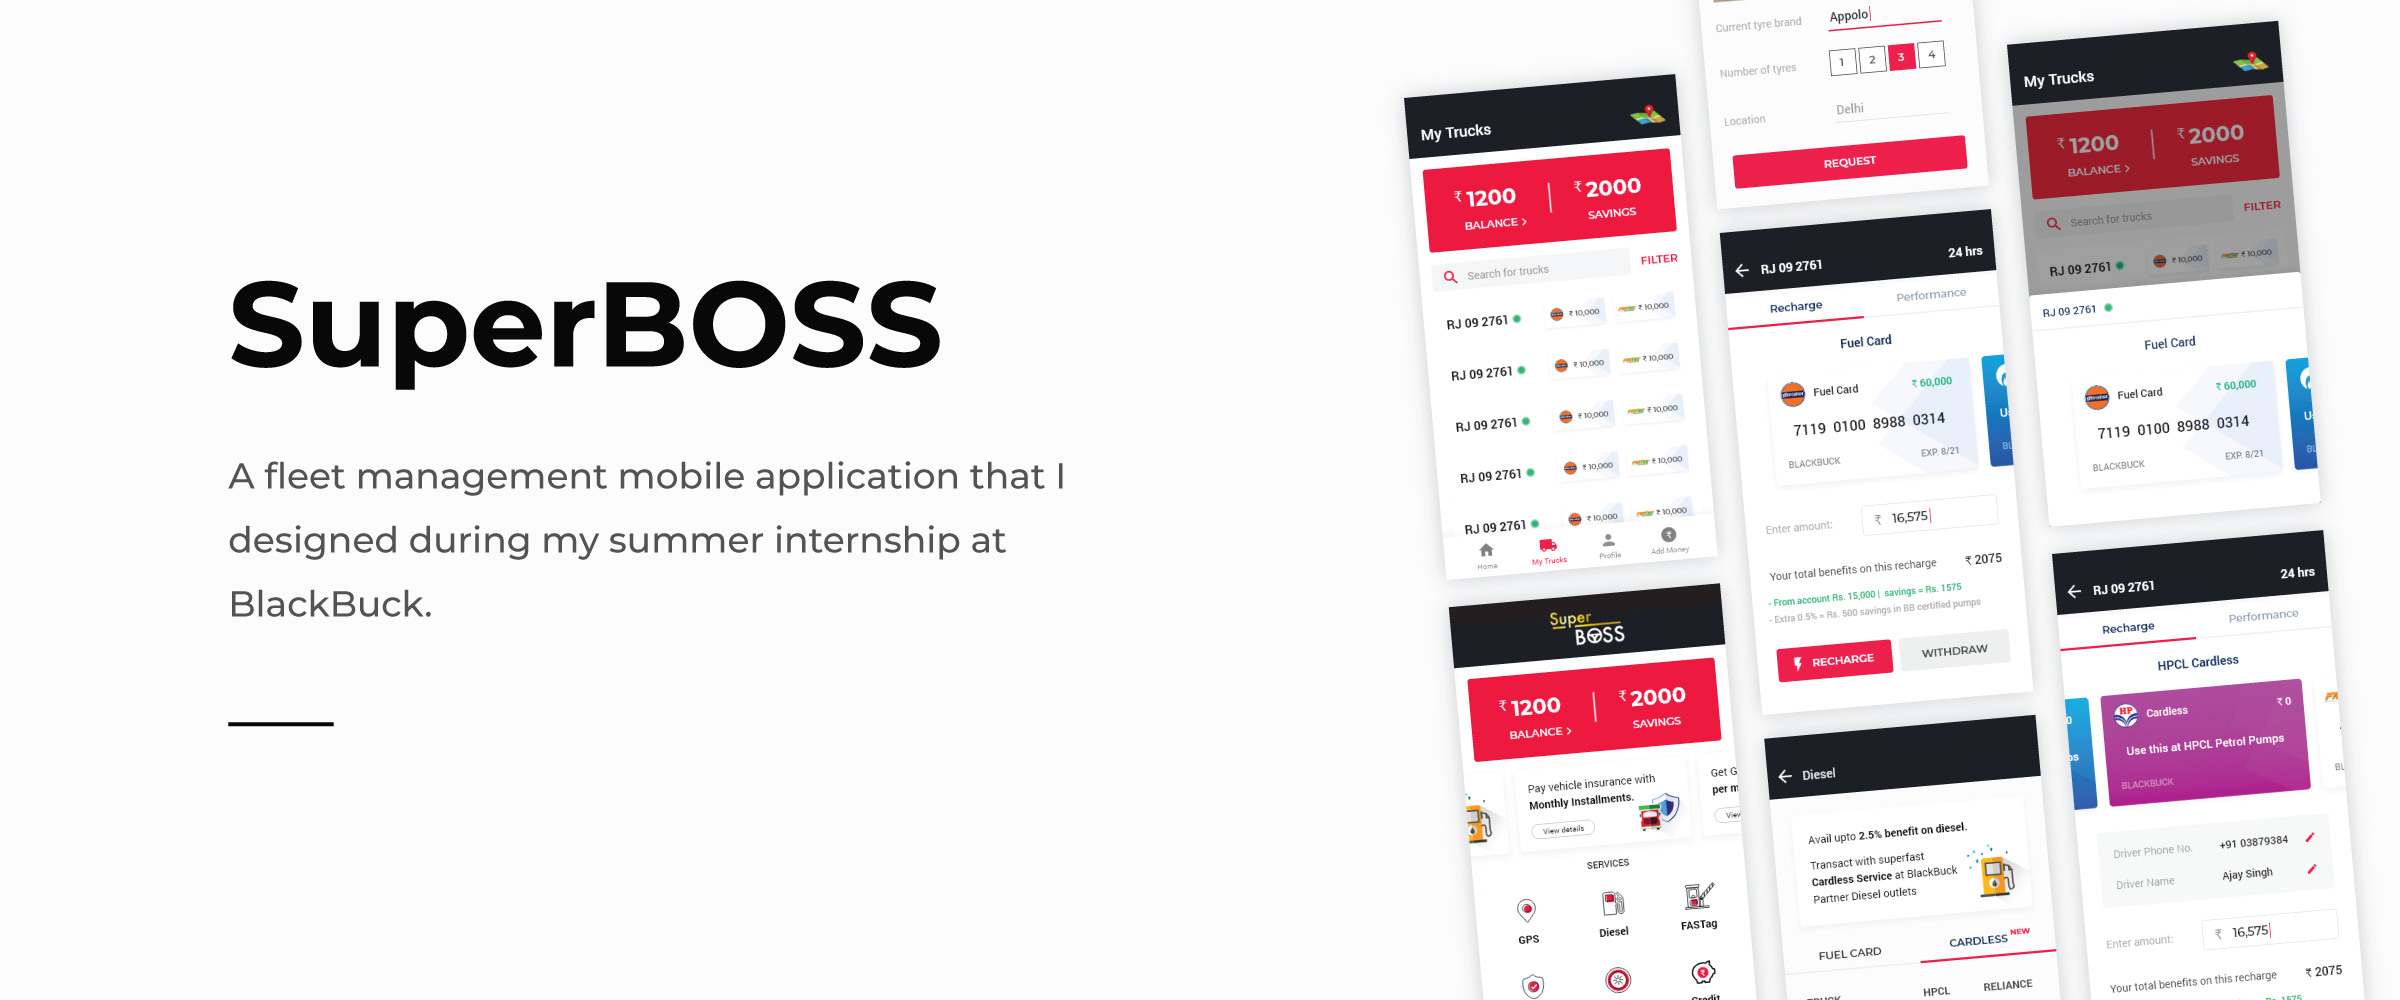 SuperBOSS
A fleet management mobile application that I
designed during my summer internship at
BlackBuck.
My Trucks
₹ 1200
BALANCE >
₹ 2000
SAVINGS
Search for trucks
FILTER
RJ 09 2761
₹ 10,000
₹ 10,000
RJ 09 2761
₹ 10,000
₹ 10,000
RJ 09 2761
₹ 10,000
₹ 10,000
RJ 09 2761
₹ 10,000
₹ 10,000
RJ 09 2761
₹ 10,000
₹ 10,000
Home
My Trucks
Profile
Add Money
Super
BOSS
₹ 1200
BALANCE >
₹ 2000
SAVINGS
Pay vehicle insurance with
Monthly Installments.
View details
Get G
per m
View
SERVICES
GPS
Diesel
FASTag
Credit
Current tyre brand
Appolo
Number of tyres
1 2 3 4
Location
Delhi
REQUEST
RJ 09 2761
24 hrs
Recharge
Performance
Fuel Card
Fuel Card
₹ 60,000
7119 0100 8988 0314
BLACKBUCK
EXP. 8/21
Us
BL
Enter amount:
₹ 16,575
Your total benefits on this recharge
₹ 2075
- From account Rs. 15,000 | savings = Rs. 1575
- Extra 0.5% = Rs. 500 savings in BB certified pumps
RECHARGE
WITHDRAW
Diesel
Avail upto 2.5% benefit on diesel.
Transact with superfast
Cardless Service at BlackBuck
Partner Diesel outlets
FUEL CARD
CARDLESS NEW
TRUCK
HPCL
RELIANCE
My Trucks
₹ 1200
BALANCE >
₹ 2000
SAVINGS
Search for trucks
FILTER
RJ 09 2761
₹ 10,000
₹ 10,000
RJ 09 2761
Fuel Card
Fuel Card
₹ 60,000
7119 0100 8988 0314
BLACKBUCK
EXP. 8/21
Us
BL
RJ 09 2761
24 hrs
Recharge
Performance
HPCL Cardless
0
ps
HP
Cardless
₹ 0
Use this at HPCL Petrol Pumps
BLACKBUCK
BL
Driver Phone No.
+91 03879384
Driver Name
Ajay Singh
Enter amount:
₹ 16,575
Your total benefits on this recharge
₹ 2075